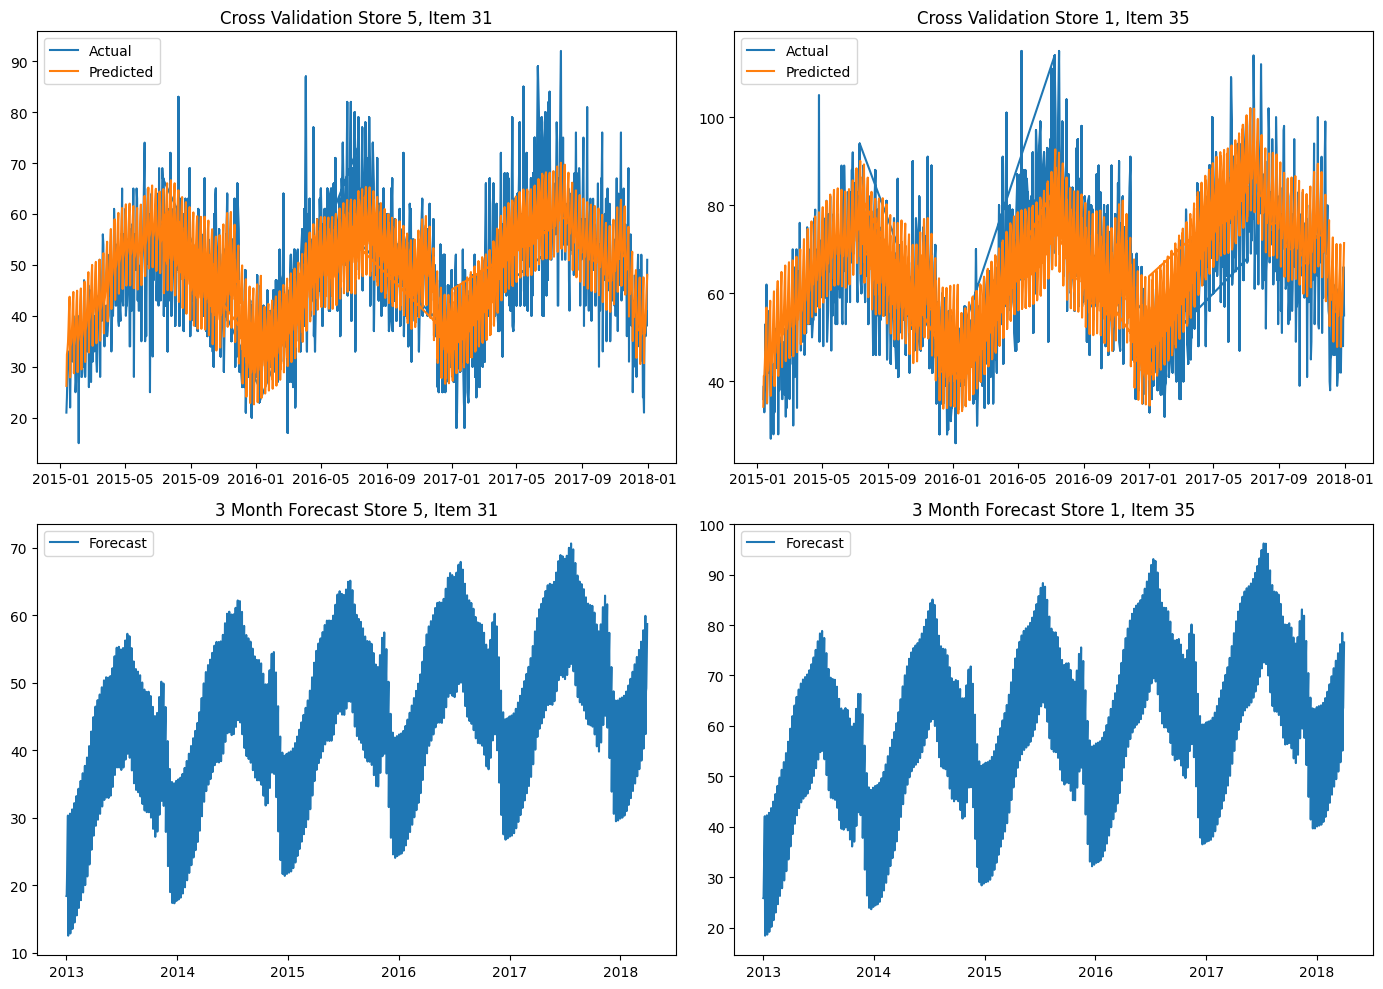 Cross Validation Store 5, Item 31
Actual
Predicted
90
80
70
60
50
40
30
20
2015-01 2015-05 2015-09 2016-01 2016-05 2016-09 2017-01 2017-05 2017-09 2018-01
Cross Validation Store 1, Item 35
Actual
Predicted
100
80
60
40
2015-01 2015-05 2015-09 2016-01 2016-05 2016-09 2017-01 2017-05 2017-09 2018-01
3 Month Forecast Store 5, Item 31
Forecast
70
60
50
40
30
20
10
2013 2014 2015 2016 2017 2018
3 Month Forecast Store 1, Item 35
Forecast
100
90
80
70
60
50
40
30
20
2013 2014 2015 2016 2017 2018